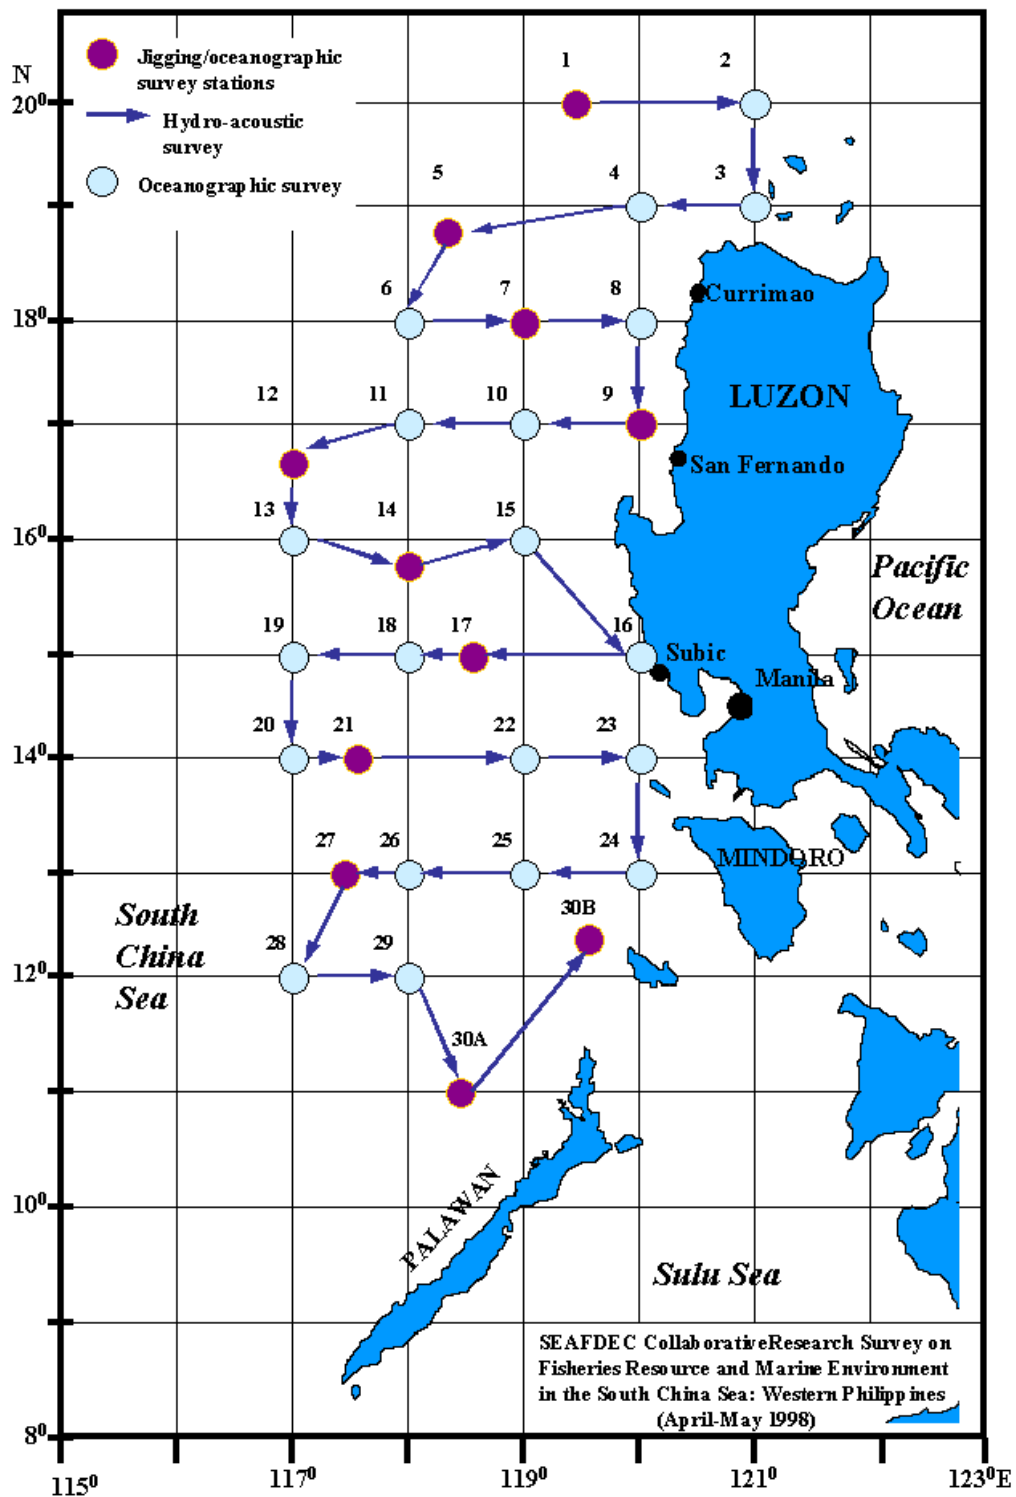 N
Jigging/oceanographic
survey stations
Hydro-acoustic
survey
Oceanographic survey
1
2
20⁰
5
4
3
6
7
8
18⁰
Currimao
12
11
10
9
LUZON
San Fernando
13
14
15
16⁰
Pacific
Ocean
19
18
17
16
Subic
Manila
20
21
22
23
14⁰
27
26
25
24
MINDORO
South
China
Sea
28
29
30B
12⁰
30A
10⁰
PALAWAN
Sulu Sea
SEAFDEC CollaborativeResearch Survey on
Fisheries Resource and Marine Environment
in the South China Sea: Western Philippines
(April-May 1998)
8⁰
115⁰
117⁰
119⁰
121⁰
123⁰E